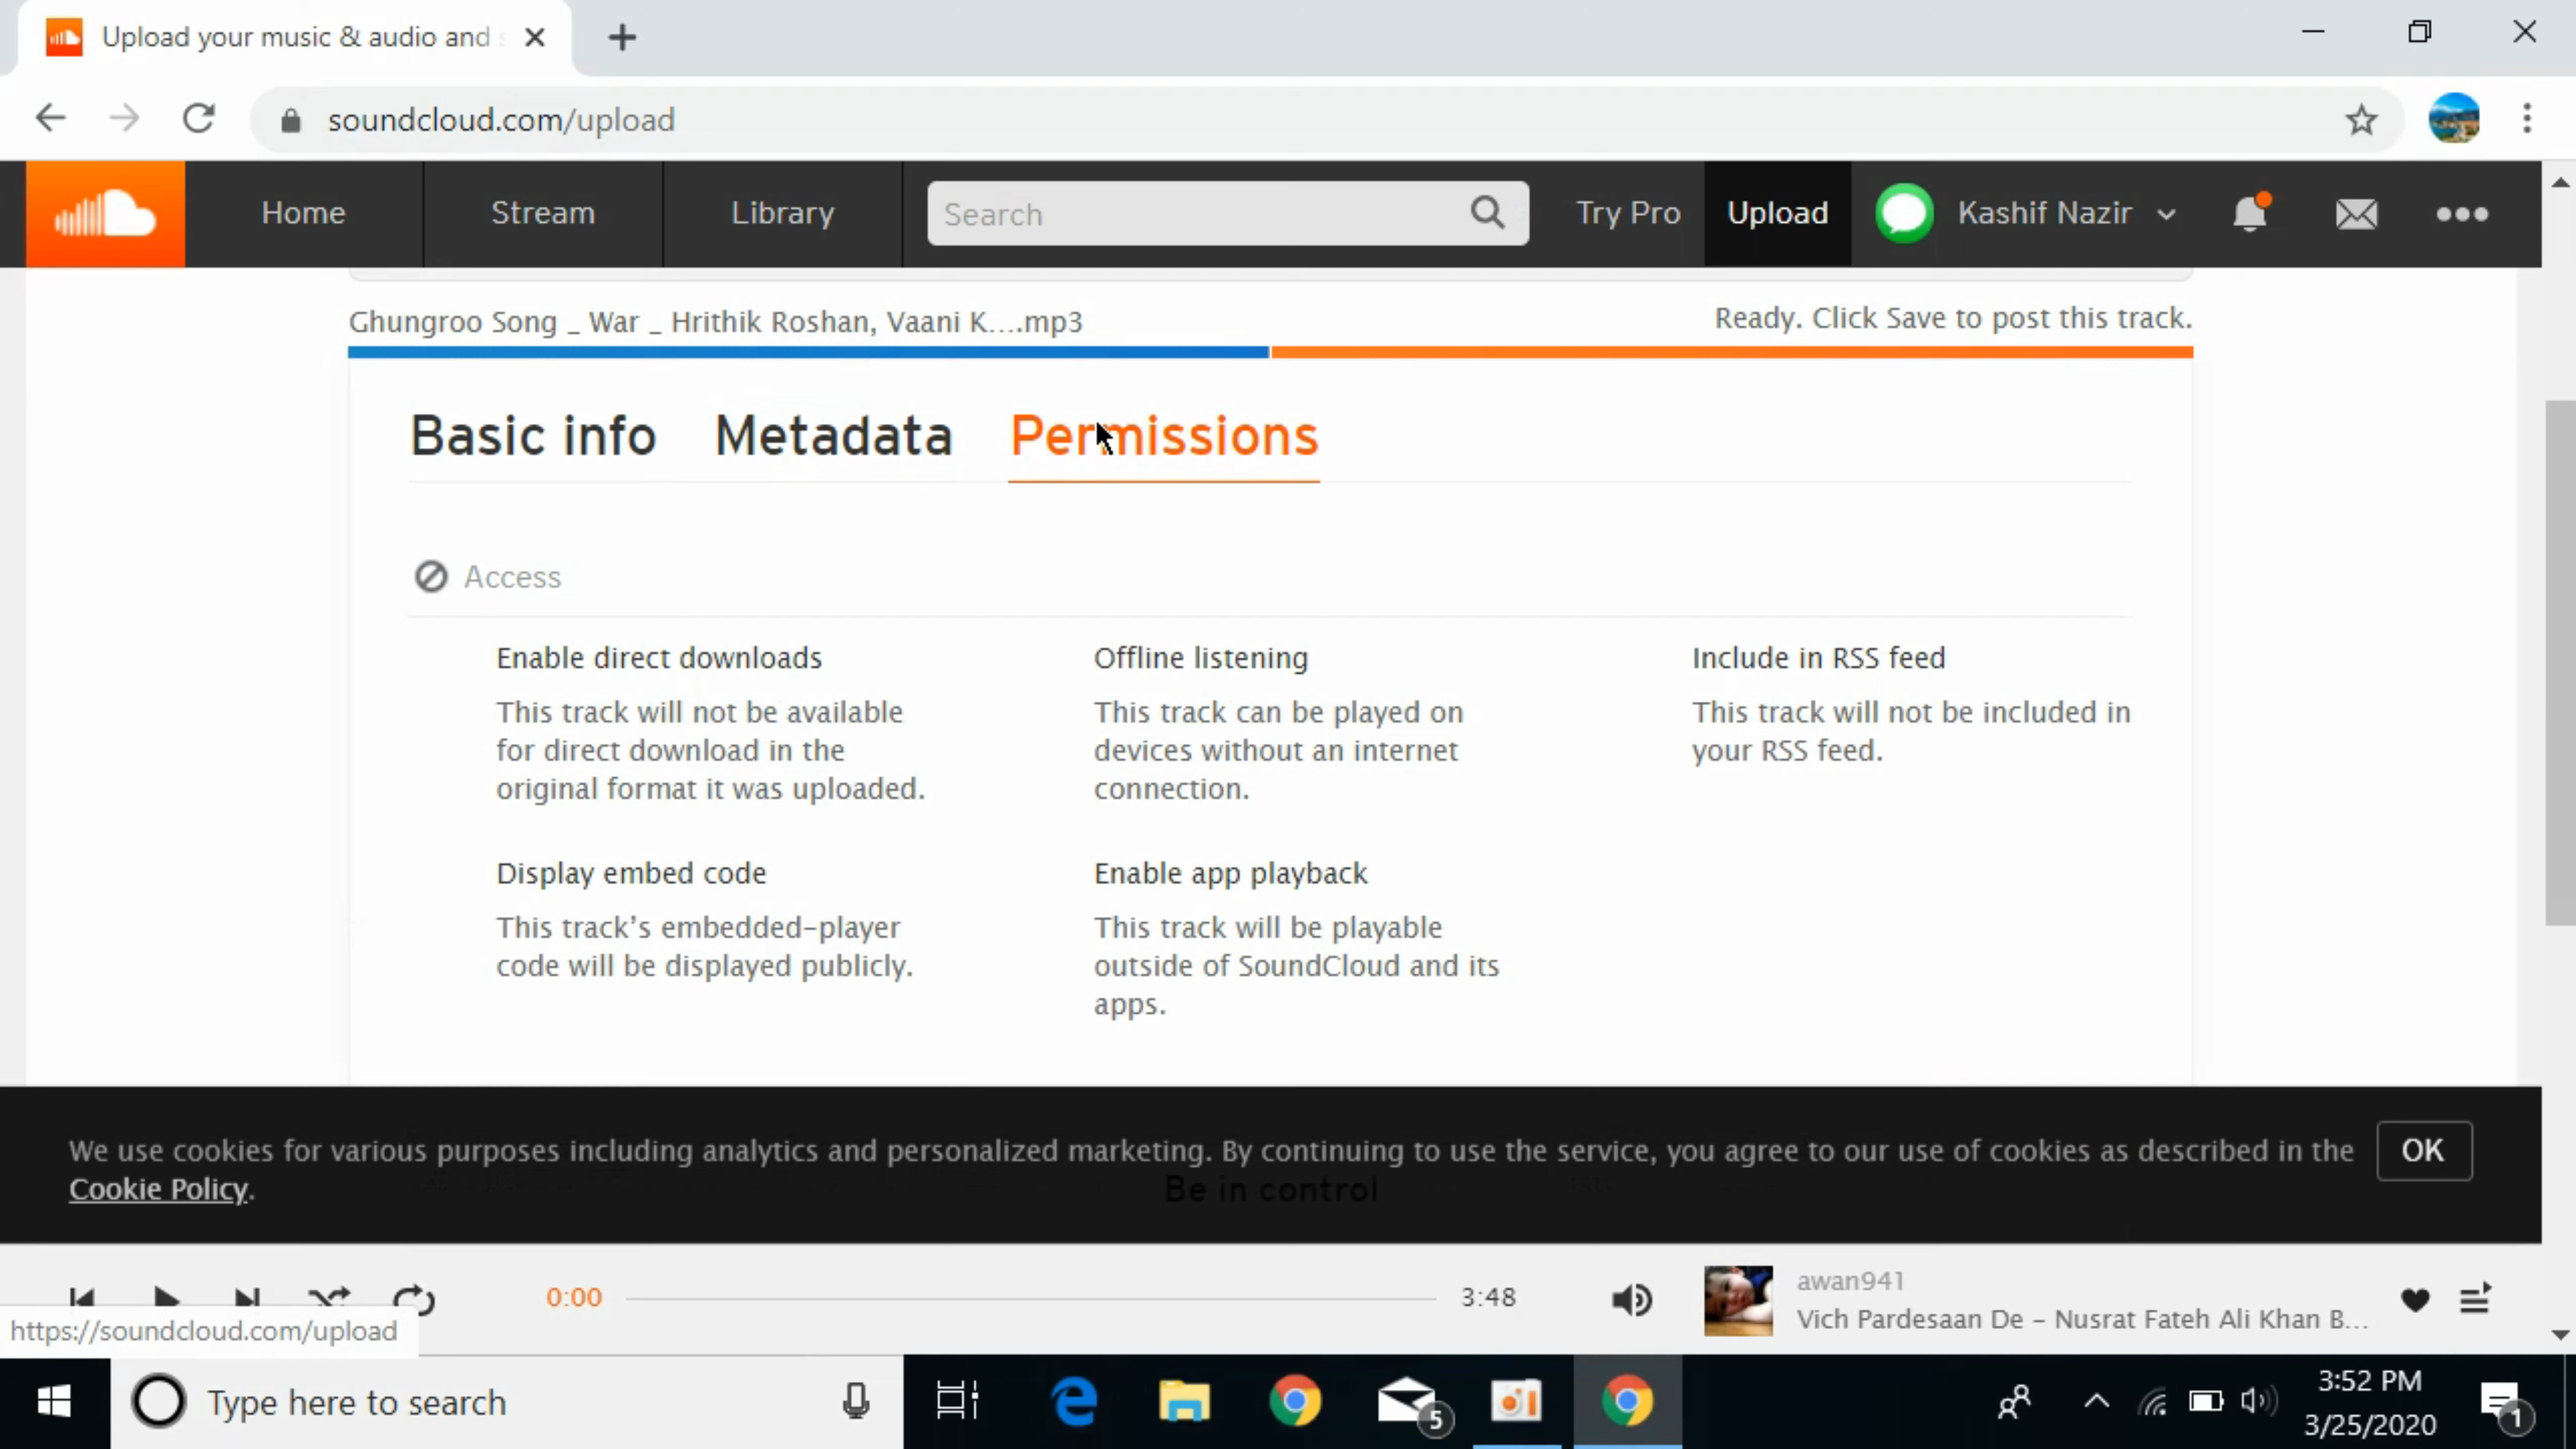 Upload your music & audio and s
soundcloud.com/upload
Home
Stream
Library
Search
Try Pro
Upload
Kashif Nazir
Ghungroo Song _ War _ Hrithik Roshan, Vaani K....mp3
Ready. Click Save to post this track.
Basic info
Metadata
Permissions
Access
Enable direct downloads
This track will not be available
for direct download in the
original format it was uploaded.
Offline listening
This track can be played on
devices without an internet
connection.
Include in RSS feed
This track will not be included in
your RSS feed.
Display embed code
This track's embedded-player
code will be displayed publicly.
Enable app playback
This track will be playable
outside of SoundCloud and its
apps.
We use cookies for various purposes including analytics and personalized marketing. By continuing to use the service, you agree to our use of cookies as described in the
Cookie Policy.
OK
Be in control
0:00
3:48
awan941
Vich Pardesaan De – Nusrat Fateh Ali Khan B...
https://soundcloud.com/upload
Type here to search
5
3:52 PM
3/25/2020
1